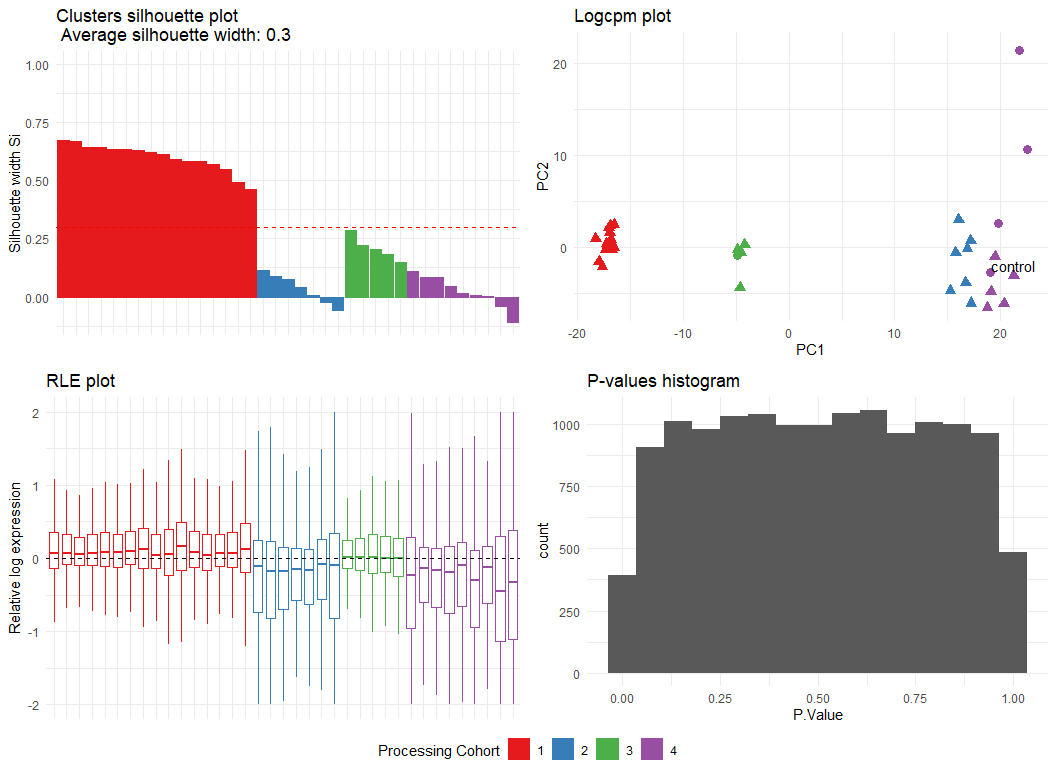 Clusters silhouette plot
Average silhouette width: 0.3
Silhouette width Si
1.00
0.75
0.50
0.25
0.00
Logcpm plot
PC2
20
10
0
control
-20
-10
0
10
20
PC1
RLE plot
Relative log expression
2
1
0
-1
-2
P-values histogram
count
1000
750
500
250
0
0.00
0.25
0.50
0.75
1.00
P.Value
Processing Cohort 1 2 3 4